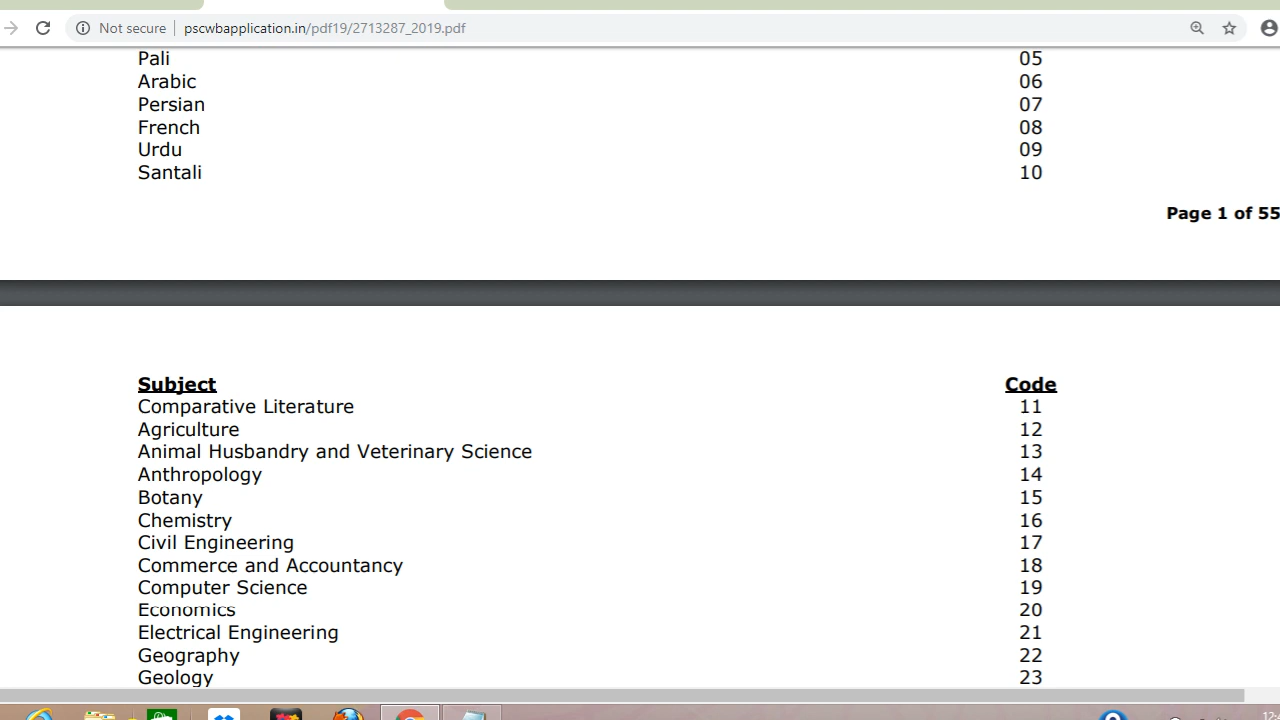 Not secure pscwbapplication.in/pdf19/2713287_2019.pdf
Pali 05
Arabic 06
Persian 07
French 08
Urdu 09
Santali 10
Page 1 of 55
Subject Code
Comparative Literature 11
Agriculture 12
Animal Husbandry and Veterinary Science 13
Anthropology 14
Botany 15
Chemistry 16
Civil Engineering 17
Commerce and Accountancy 18
Computer Science 19
Economics 20
Electrical Engineering 21
Geography 22
Geology 23